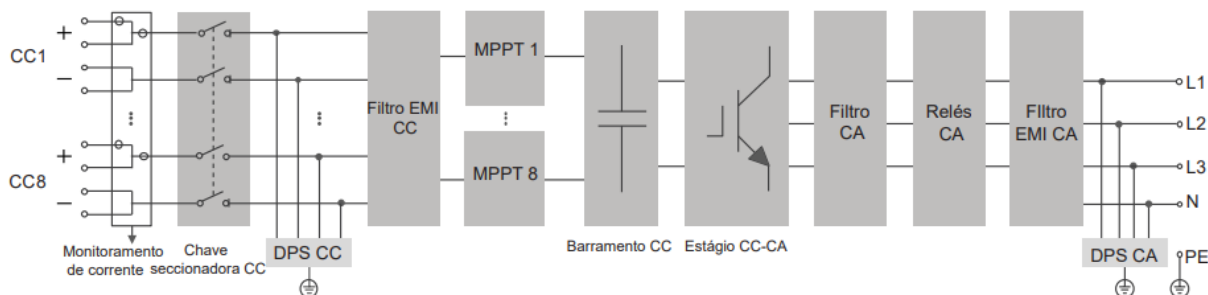 CC1
+
−
CC8
+
−
Monitoramento
de corrente
Chave
seccionadora CC
DPS CC
Filtro EMI
CC
MPPT 1
MPPT 8
Barramento CC
Estágio CC-CA
Filtro
CA
Relés
CA
FIltro
EMI CA
L1
L2
L3
N
DPS CA
PE